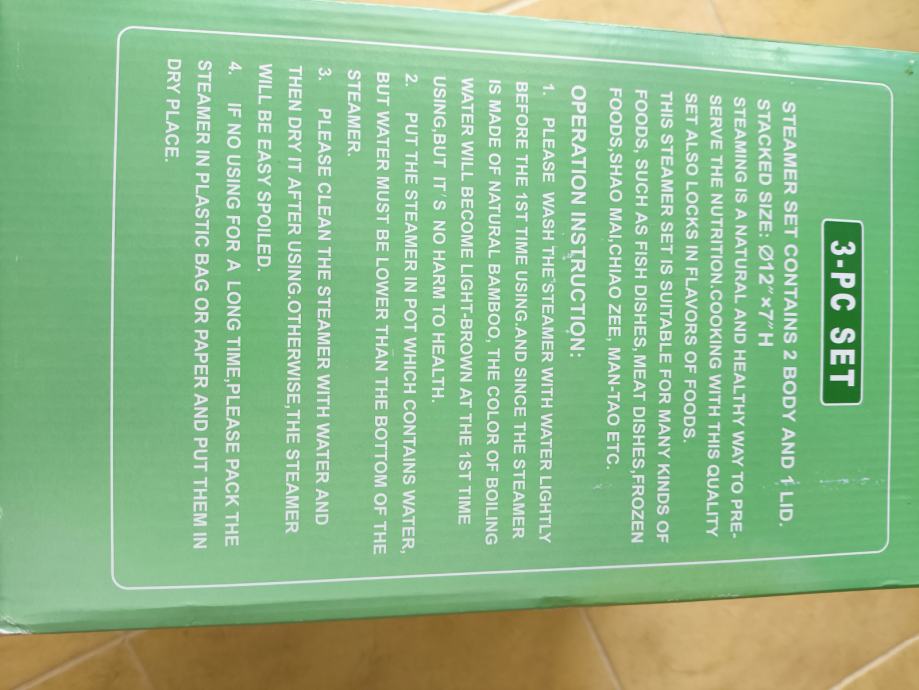 3-PC SET
STEAMER SET CONTAINS 2 BODY AND 1 LID.
STACKED SIZE: Ø12"×7"H
STEAMING IS A NATURAL AND HEALTHY WAY TO PRE-
SERVE THE NUTRITION.COOKING WITH THIS QUALITY
SET ALSO LOCKS IN FLAVORS OF FOODS.
THIS STEAMER SET IS SUITABLE FOR MANY KINDS OF
FOODS, SUCH AS FISH DISHES,MEAT DISHES,FROZEN
FOODS,SHAO MAI,CHIAO ZEE, MAN-TAO ETC.
OPERATION INSTRUCTION:
1. PLEASE WASH THE STEAMER WITH WATER LIGHTLY
BEFORE THE 1ST TIME USING.AND SINCE THE STEAMER
IS MADE OF NATURAL BAMBOO, THE COLOR OF BOILING
WATER WILL BECOME LIGHT-BROWN AT THE 1ST TIME
USING,BUT IT'S NO HARM TO HEALTH.
2. PUT THE STEAMER IN POT WHICH CONTAINS WATER,
BUT WATER MUST BE LOWER THAN THE BOTTOM OF THE
STEAMER.
3. PLEASE CLEAN THE STEAMER WITH WATER AND
THEN DRY IT AFTER USING.OTHERWISE,THE STEAMER
WILL BE EASY SPOILED.
4. IF NO USING FOR A LONG TIME,PLEASE PACK THE
STEAMER IN PLASTIC BAG OR PAPER AND PUT THEM IN
DRY PLACE.